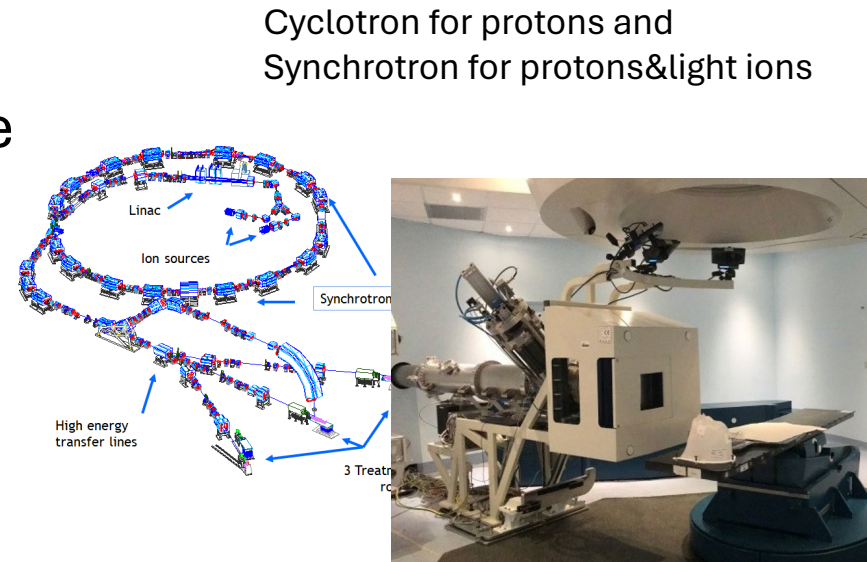 Cyclotron for protons and
Synchrotron for protons&light ions
e
Linac
Ion sources
Synchrotron
High energy
transfer lines
3 Treatm
ro